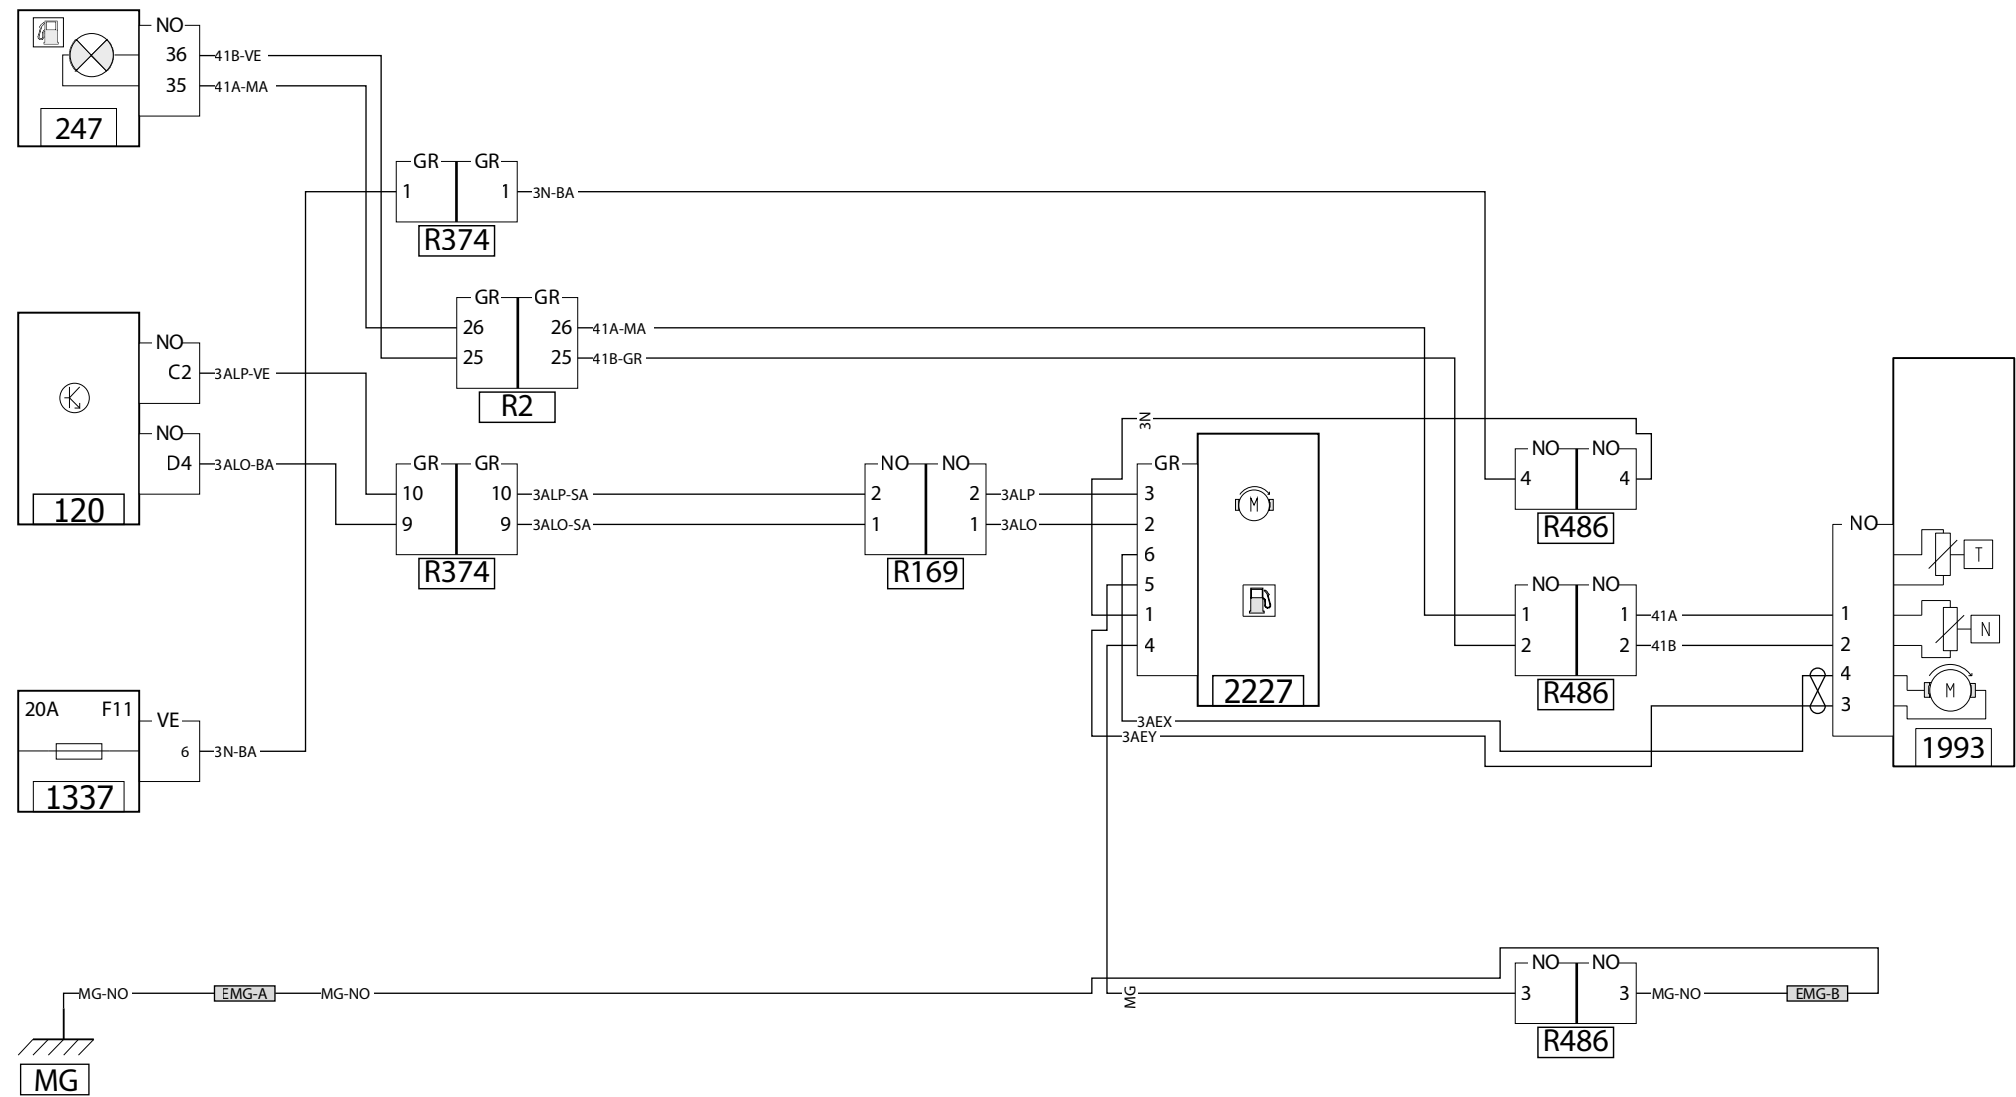 NO
36 41B-VE
35 41A-MA
247
GR GR
1 1 3N-BA
R374
GR GR
26 26 41A-MA
25 25 41B-GR
R2
NO
C2 3ALP-VE
NO
D4 3ALO-BA
120
GR GR
10 10 3ALP-SA
9 9 3ALO-SA
R374
NO NO
2 2 3ALP
1 1 3ALO
R169
3N
GR
3
2
6
5
1
4
M
2227
3AEX
3AEY
NO NO
4 4
R486
NO NO
1 1 41A
2 2 41B
R486
NO
1
2
4
3
T
N
M
1993
20A F11
VE
6 3N-BA
1337
MG-NO EMG-A MG-NO
MG
NO NO
3 3 MG-NO EMG-B
R486
MG